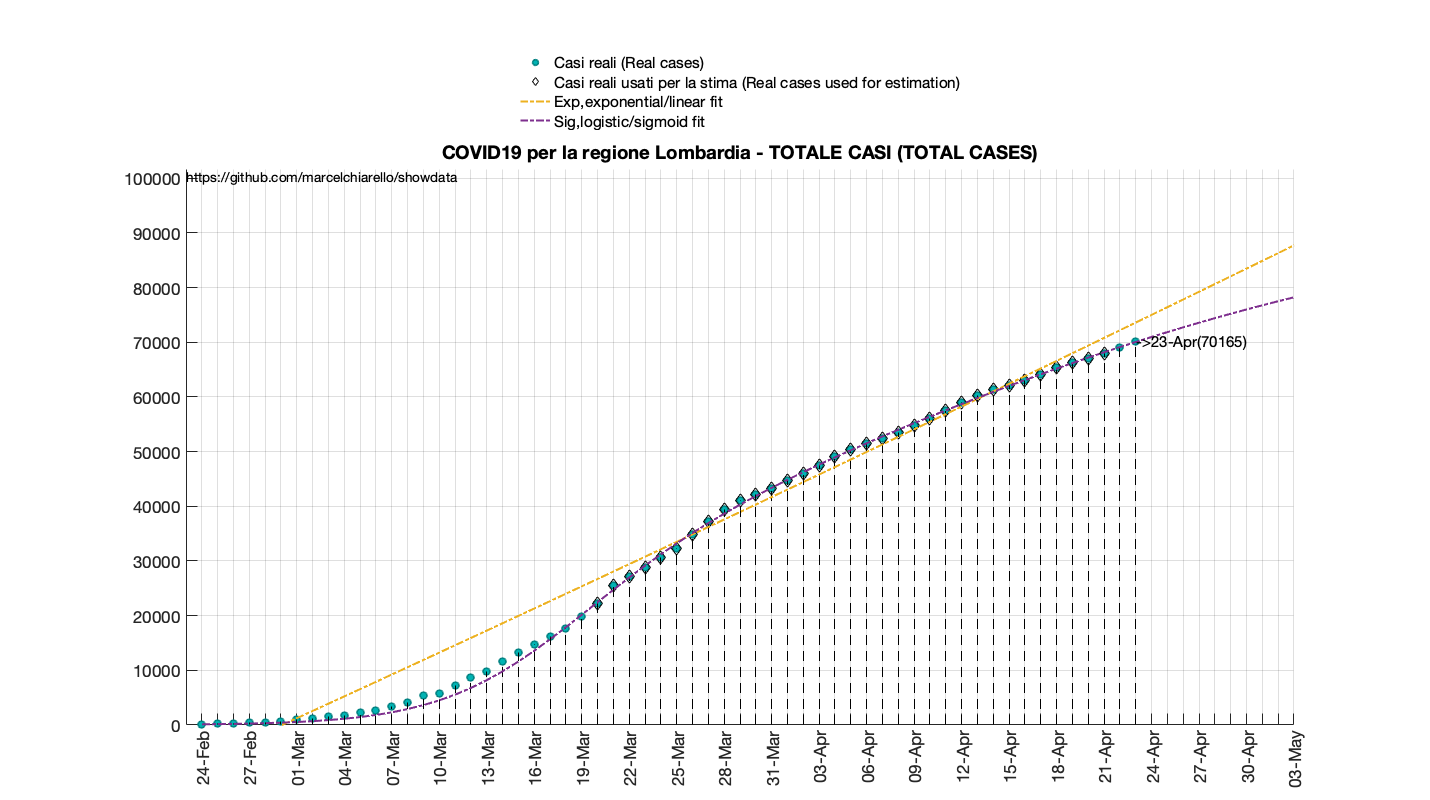 Casi reali (Real cases)
Casi reali usati per la stima (Real cases used for estimation)
Exp,exponential/linear fit
Sig,logistic/sigmoid fit
COVID19 per la regione Lombardia - TOTALE CASI (TOTAL CASES)
https://github.com/marcelchiarello/showdata
100000
90000
80000
70000
60000
50000
40000
30000
20000
10000
0
->23-Apr(70165)
24-Feb
27-Feb
01-Mar
04-Mar
07-Mar
10-Mar
13-Mar
16-Mar
19-Mar
22-Mar
25-Mar
28-Mar
31-Mar
03-Apr
06-Apr
09-Apr
12-Apr
15-Apr
18-Apr
21-Apr
24-Apr
27-Apr
30-Apr
03-May